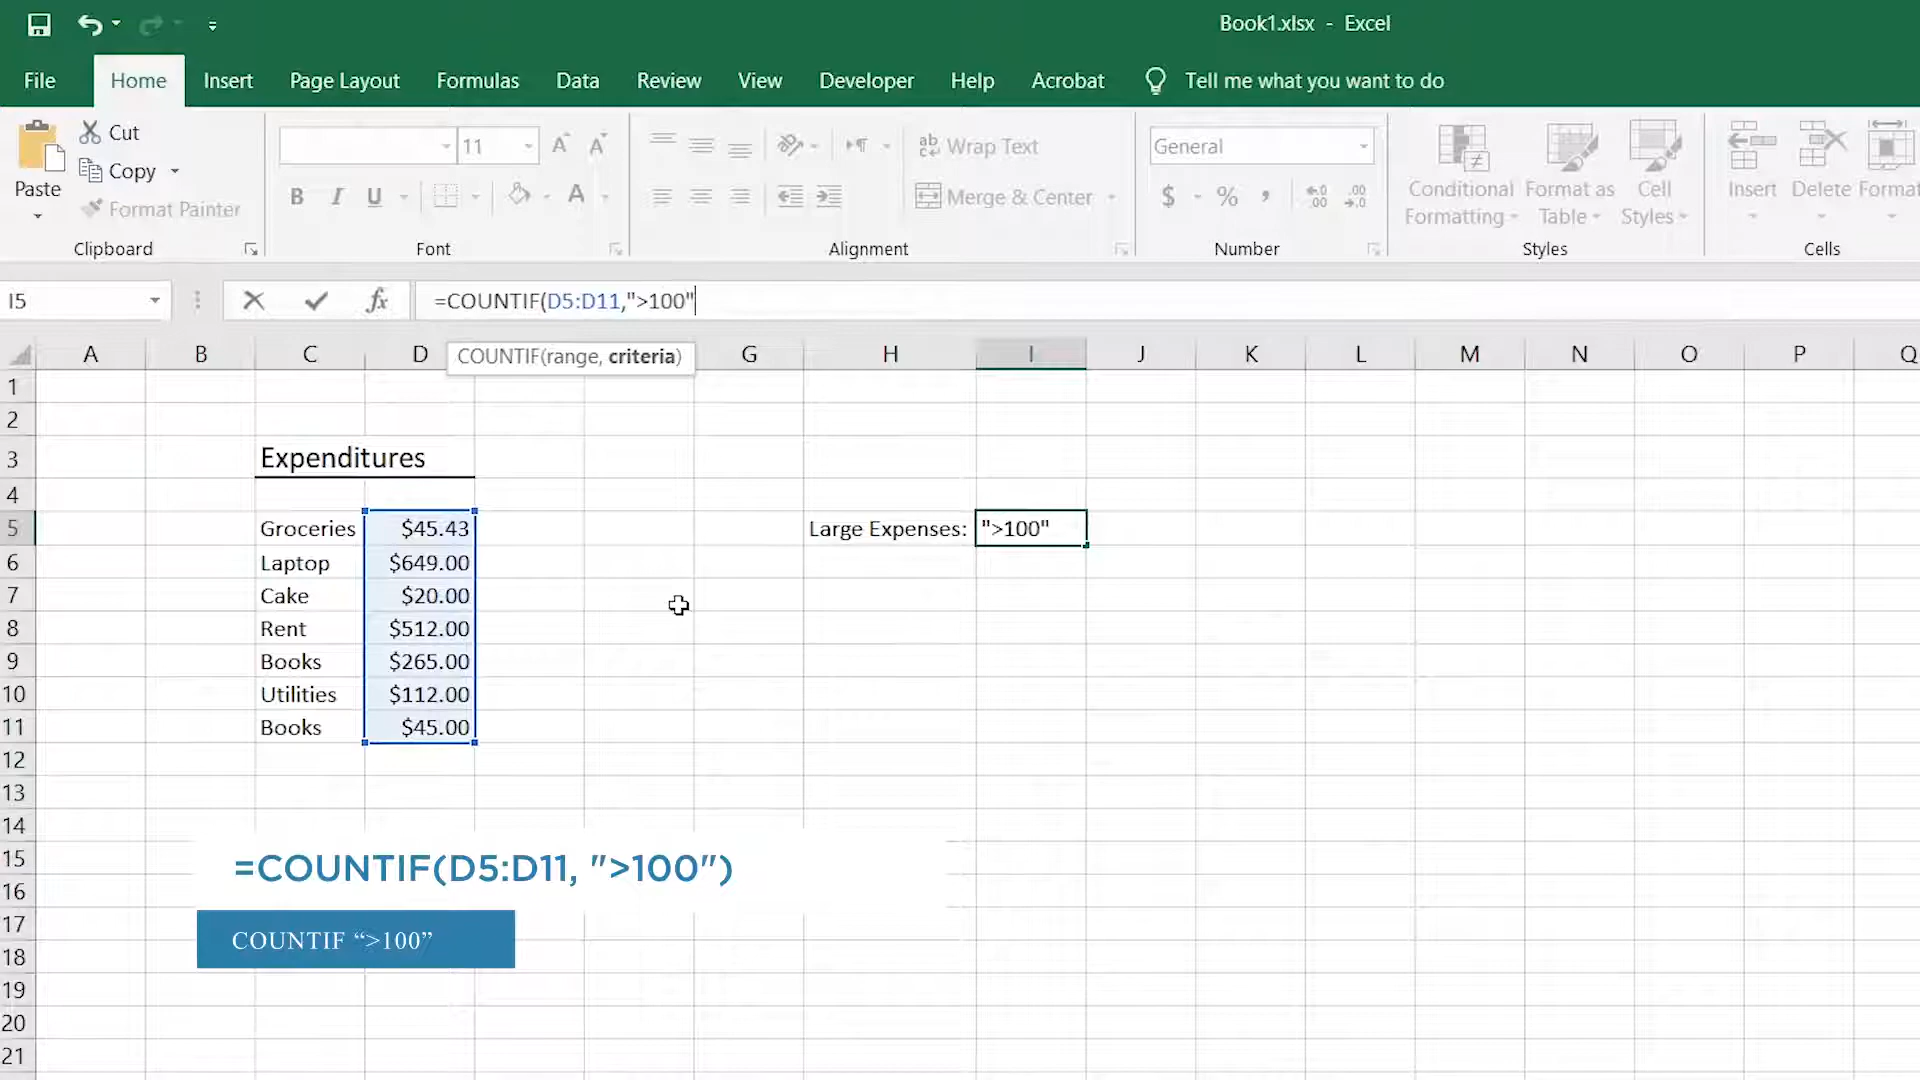 Book1.xlsx - Excel
File Home Insert Page Layout Formulas Data Review View Developer Help Acrobat Tell me what you want to do
Cut
Copy
Paste
Format Painter
Clipboard
11
B I U
A
Font
ab Wrap Text
Merge & Center
Alignment
General
$ % ,
Number
Conditional Formatting
Format as Table
Cell Styles
Styles
Insert Delete Format
Cells
I5
fx
=COUNTIF(D5:D11,">100"
COUNTIF(range, criteria)
A B C D G H I J K L M N O P Q
1
2
3 Expenditures
4
5 Groceries $45.43 Large Expenses: ">100"
6 Laptop $649.00
7 Cake $20.00
8 Rent $512.00
9 Books $265.00
10 Utilities $112.00
11 Books $45.00
12
13
14
15
=COUNTIF(D5:D11, ">100")
16
17
COUNTIF “>100”
18
19
20
21